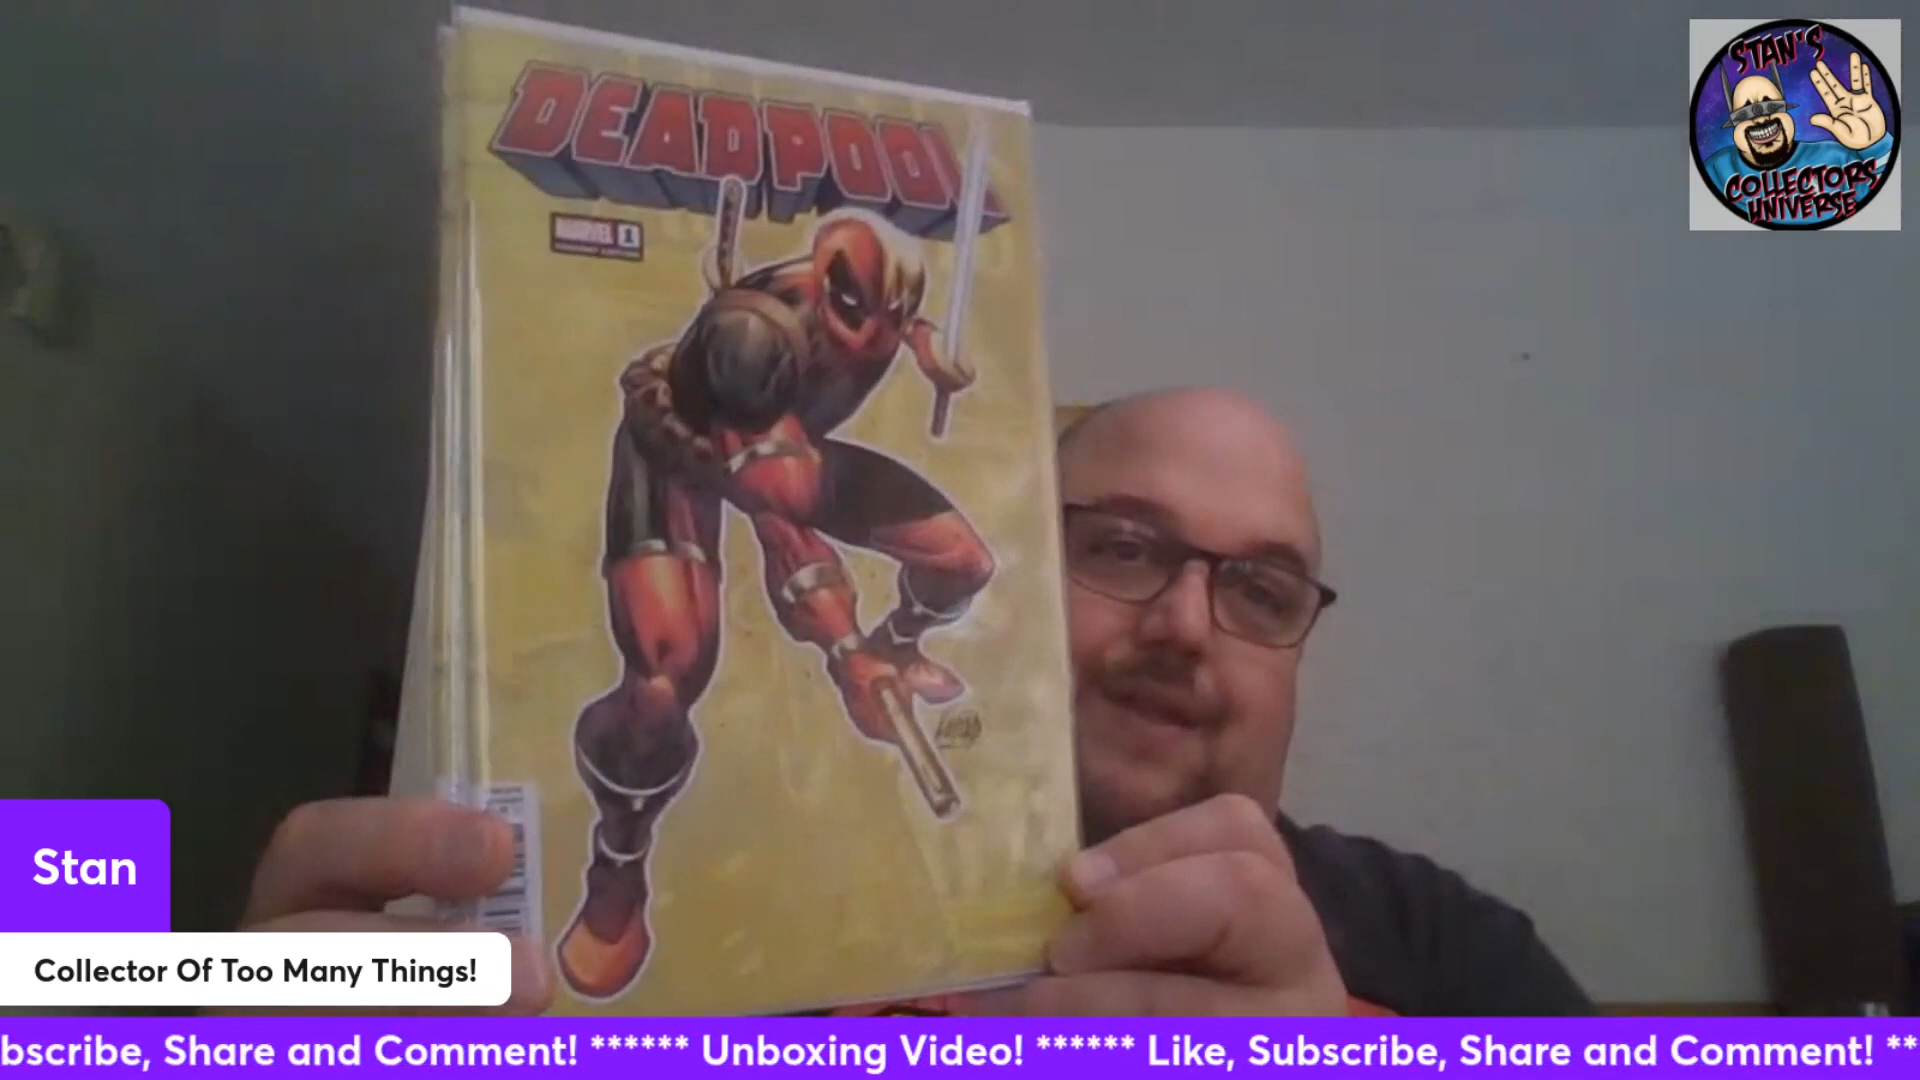 DEADPOOL
MARVEL 1
STAN'S
COLLECTORS
UNIVERSE
Stan
Collector Of Too Many Things!
bscribe, Share and Comment! ****** Unboxing Video! ****** Like, Subscribe, Share and Comment! **